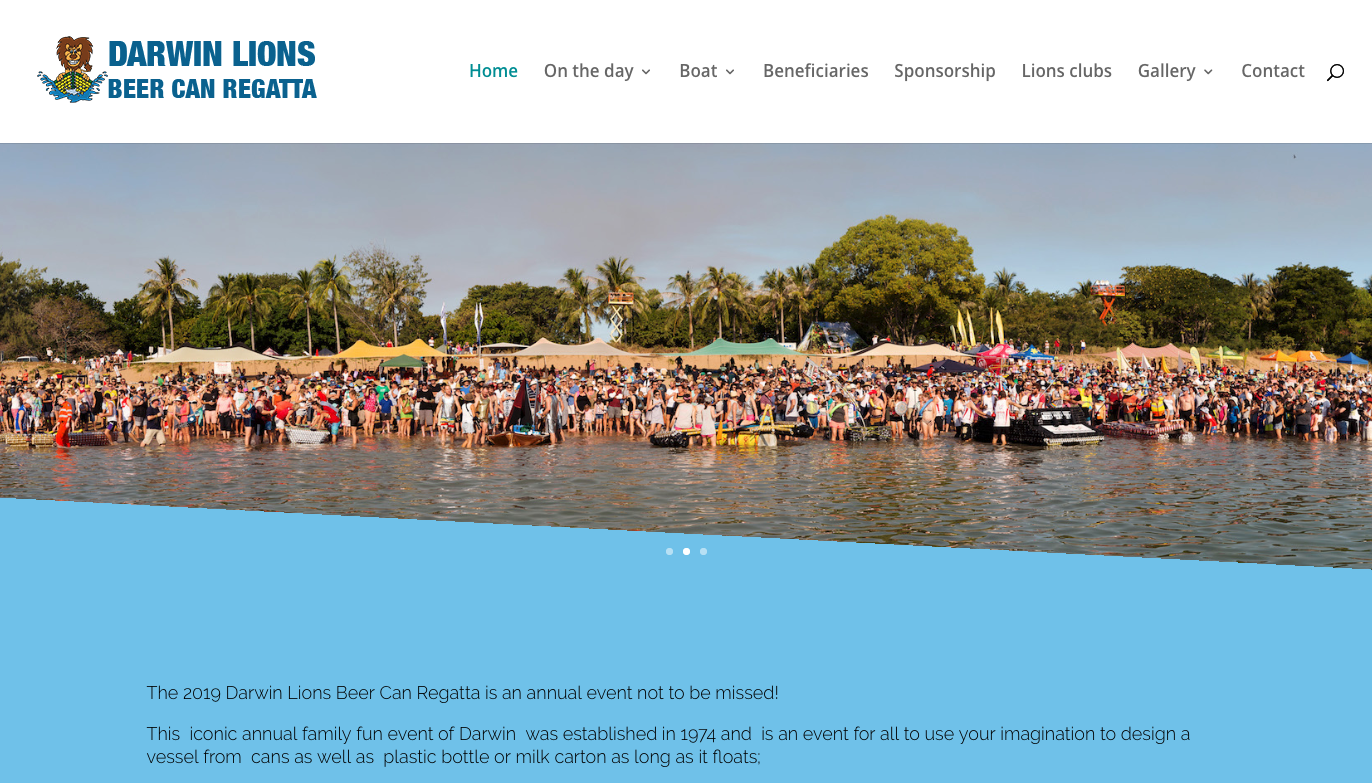 DARWIN LIONS
BEER CAN REGATTA
Home On the day Boat Beneficiaries Sponsorship Lions clubs Gallery Contact
The 2019 Darwin Lions Beer Can Regatta is an annual event not to be missed!
This  iconic annual family fun event of Darwin  was established in 1974 and  is an event for all to use your imagination to design a
vessel from  cans as well as  plastic bottle or milk carton as long as it floats;